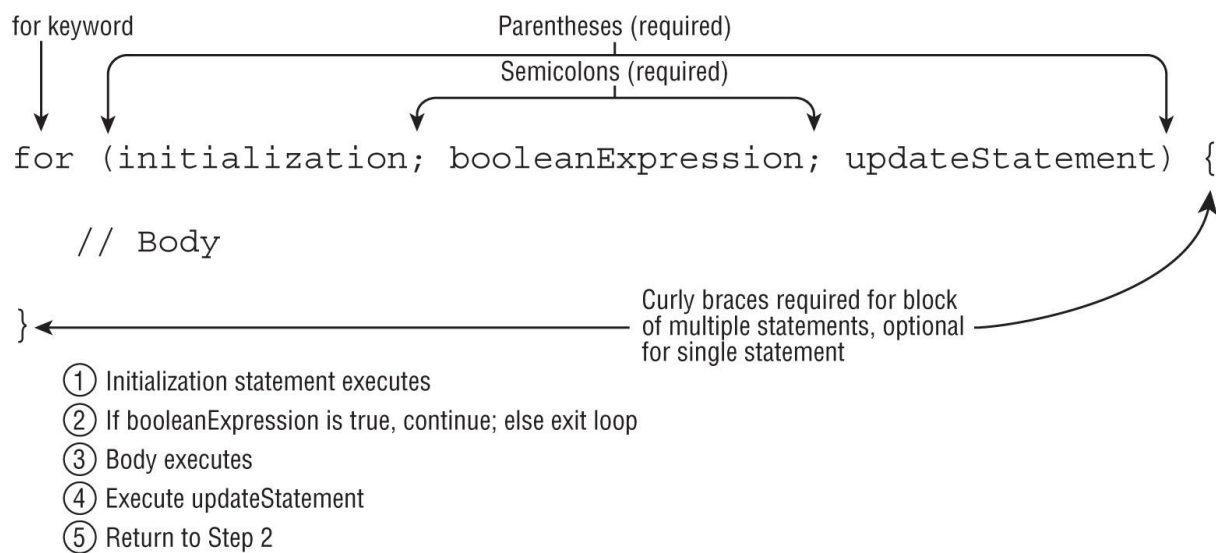 for keyword
Parentheses (required)
Semicolons (required)
for (initialization; booleanExpression; updateStatement) {
// Body
Curly braces required for block
of multiple statements, optional
for single statement
}
① Initialization statement executes
② If booleanExpression is true, continue; else exit loop
③ Body executes
④ Execute updateStatement
⑤ Return to Step 2